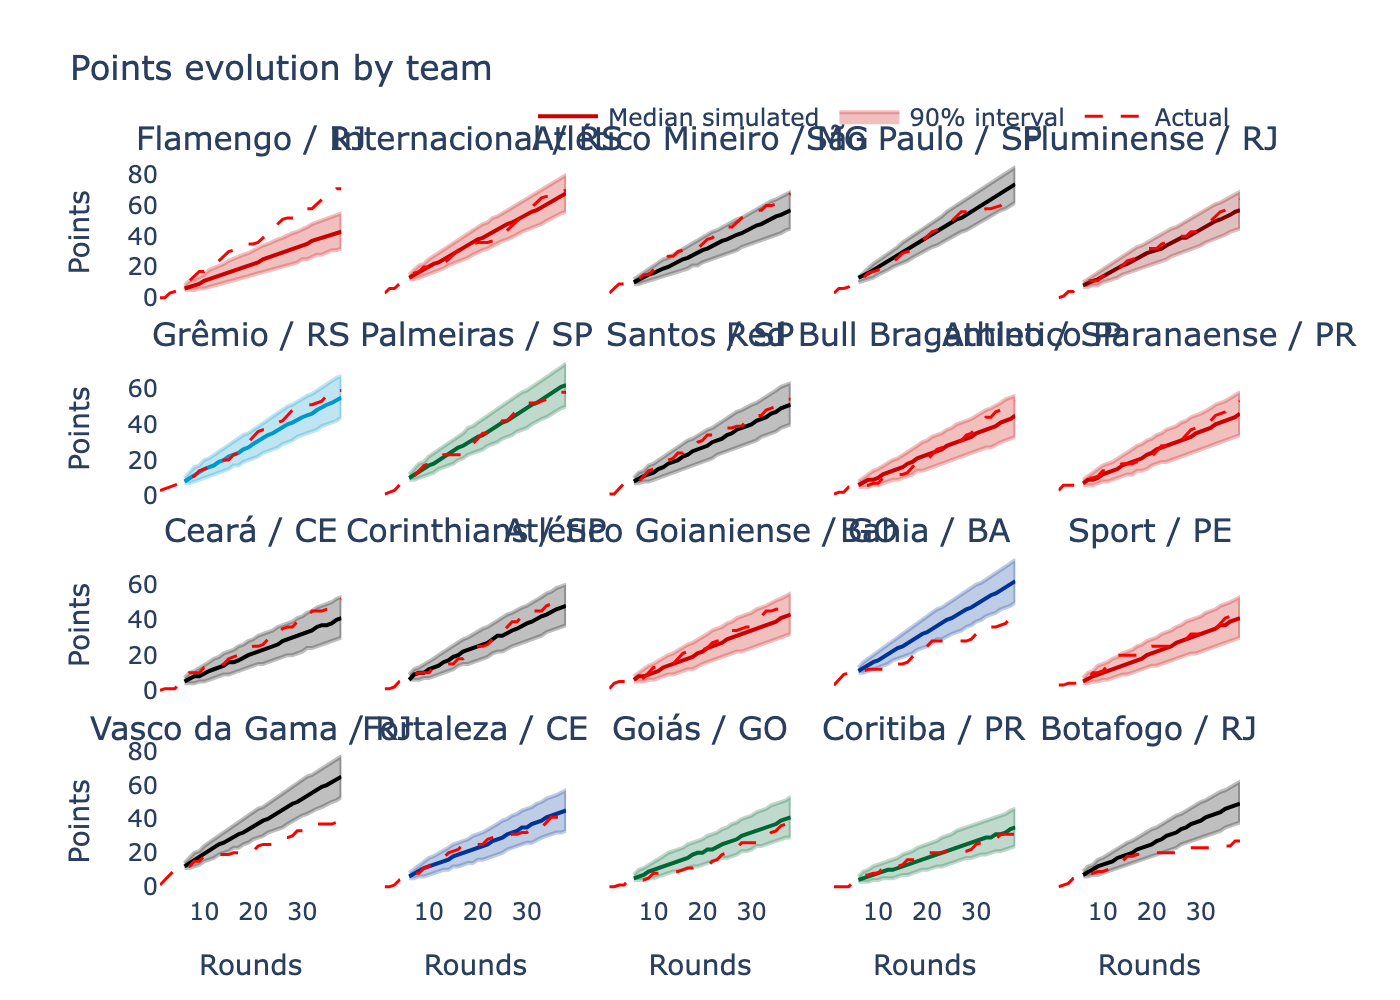 Points evolution by team
Median simulated 90% interval Actual
Flamengo / RJ Internacional / RS Atlético Mineiro / MG São Paulo / SP Fluminense / RJ
80
60
40
20
0
Points
Grêmio / RS Palmeiras / SP Santos / SP Red Bull Bragantino / SP Athletico Paranaense / PR
60
40
20
0
Points
Ceará / CE Corinthians / SP Atlético Goianiense / GO Bahia / BA Sport / PE
60
40
20
0
Points
Vasco da Gama / RJ Fortaleza / CE Goiás / GO Coritiba / PR Botafogo / RJ
80
60
40
20
0
Points
10 20 30 10 20 30 10 20 30 10 20 30 10 20 30
Rounds Rounds Rounds Rounds Rounds